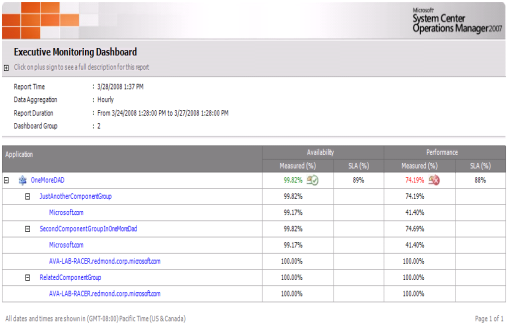 Microsoft
System Center
Operations Manager 2007
Executive Monitoring Dashboard
Click on plus sign to see a full description for this report
Report Time : 3/28/2008 1:37 PM
Data Aggregation : Hourly
Report Duration : From 3/24/2008 1:28:00 PM to 3/27/2008 1:28:00 PM
Dashboard Group : 2
Application Availability Performance
Measured (%) SLA (%) Measured (%) SLA (%)
OneMoreDAD 99.82% 89% 74.19% 88%
JustAnotherComponentGroup 99.82% 74.19%
Microsoft.com 99.17% 41.40%
SecondComponentGroupInOneMoreDad 99.82% 74.69%
Microsoft.com 99.17% 41.40%
AVA-LAB-RACER.redmond.corp.microsoft.com 100.00% 100.00%
RelatedComponentGroup 100.00% 100.00%
AVA-LAB-RACER.redmond.corp.microsoft.com 100.00% 100.00%
All dates and times are shown in (GMT-08:00) Pacific Time (US & Canada) Page 1 of 1